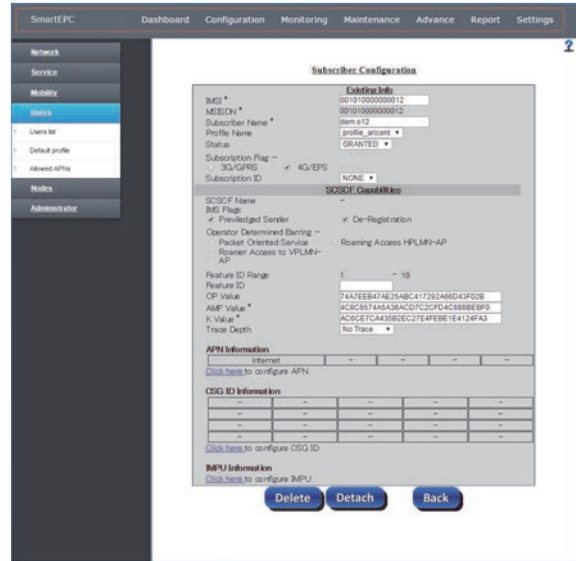 SmartEPC Dashboard Configuration Monitoring Maintenance Advance Report Settings
?
Network
Service
Mobility
Users
Users list
Default profile
Allowed APNs
Nodes
Administrator
Subscriber Configuration
Existing Info
IMSI * 001010000000012
MSISDN * 001010000000012
Subscriber Name * demo12
Profile Name profile_aricent
Status GRANTED
Subscription Flag :-
3G/GPRS 4G/EPS
Subscription ID NONE
SCSCF Capabilities
SCSCF Name -
IMS Flags
Previledged Sender De-Registration
Operator Determined Barring :-
Packet Oriented Service Roaming Access HPLMN-AP
Roamer Access to VPLMN-
AP
Feature ID Range 1 - 10
Feature ID
OP Value
AMF Value *
K Value *
Trace Depth No Trace
APN Information
internet - - - -
Click here to configure APN
CSG ID Information
- - - - -
- - - - -
- - - - -
- - - - -
Click here to configure CSG ID
IMPU Information
Click here to configure IMPU
Delete Detach Back